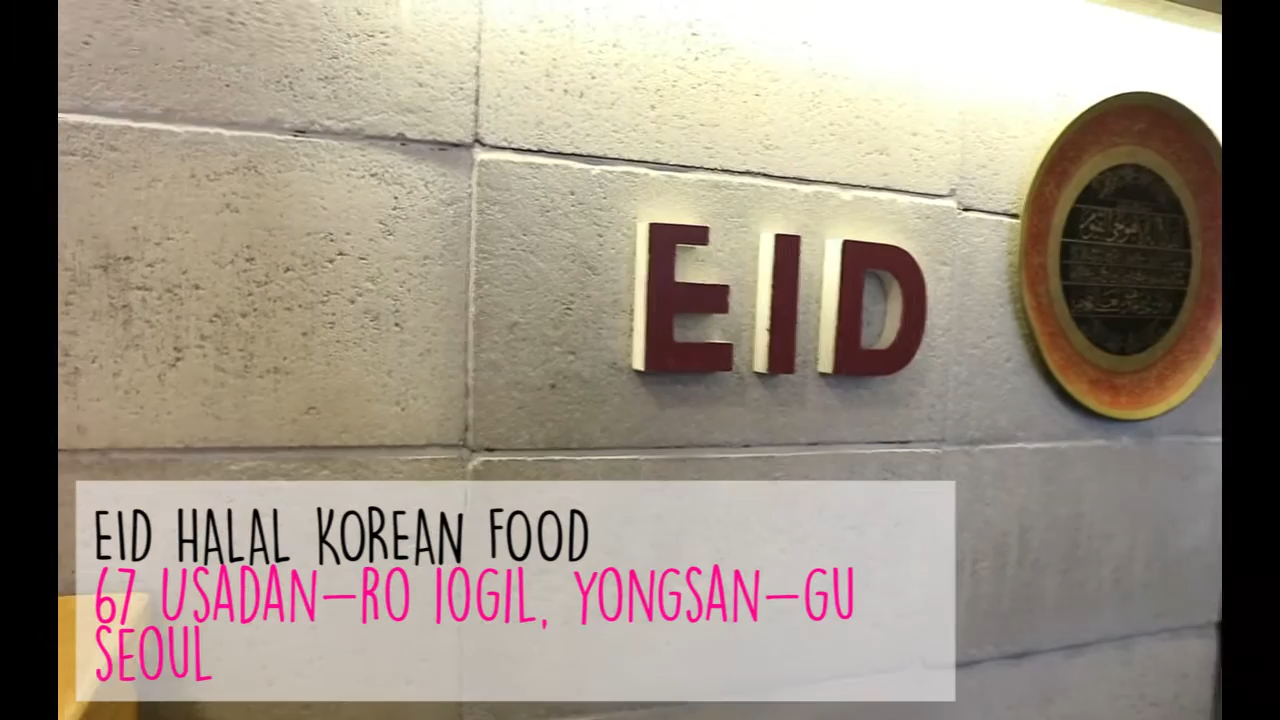 EID
EID HALAL KOREAN FOOD
67 USADAN-RO 10GIL, YONGSAN-GU
SEOUL